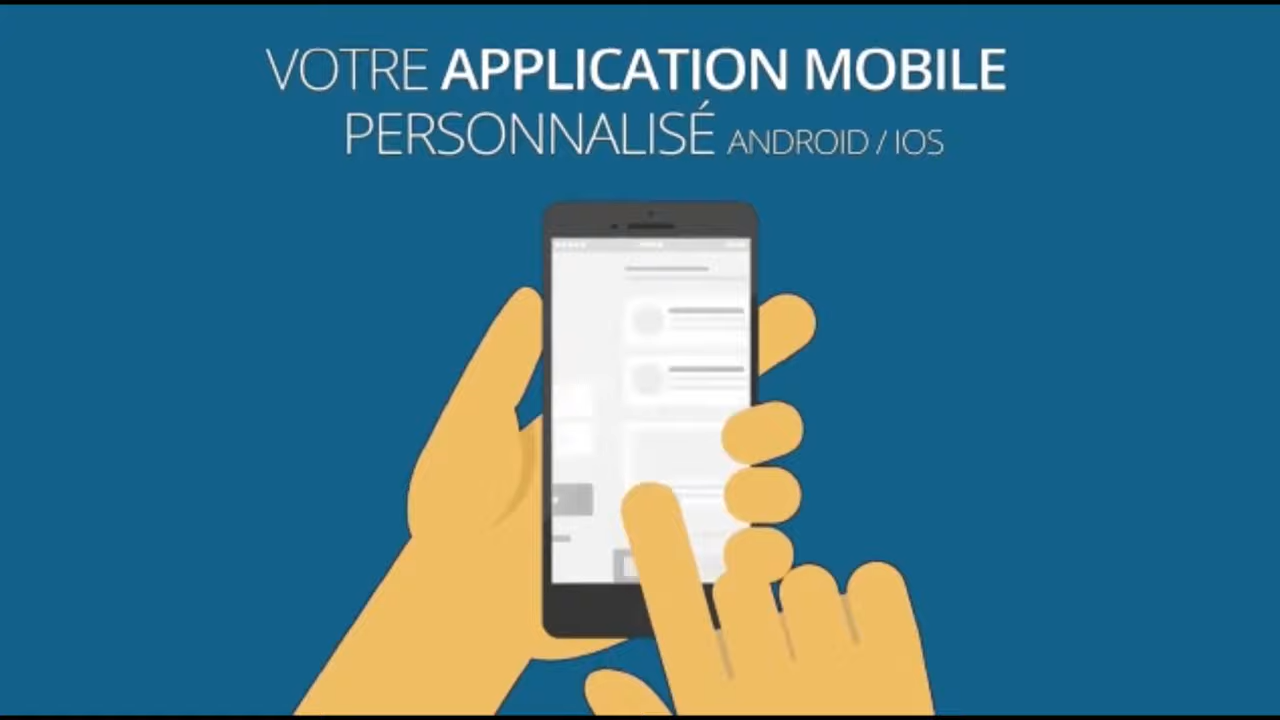 VOTRE APPLICATION MOBILE
PERSONNALISÉ ANDROID / IOS